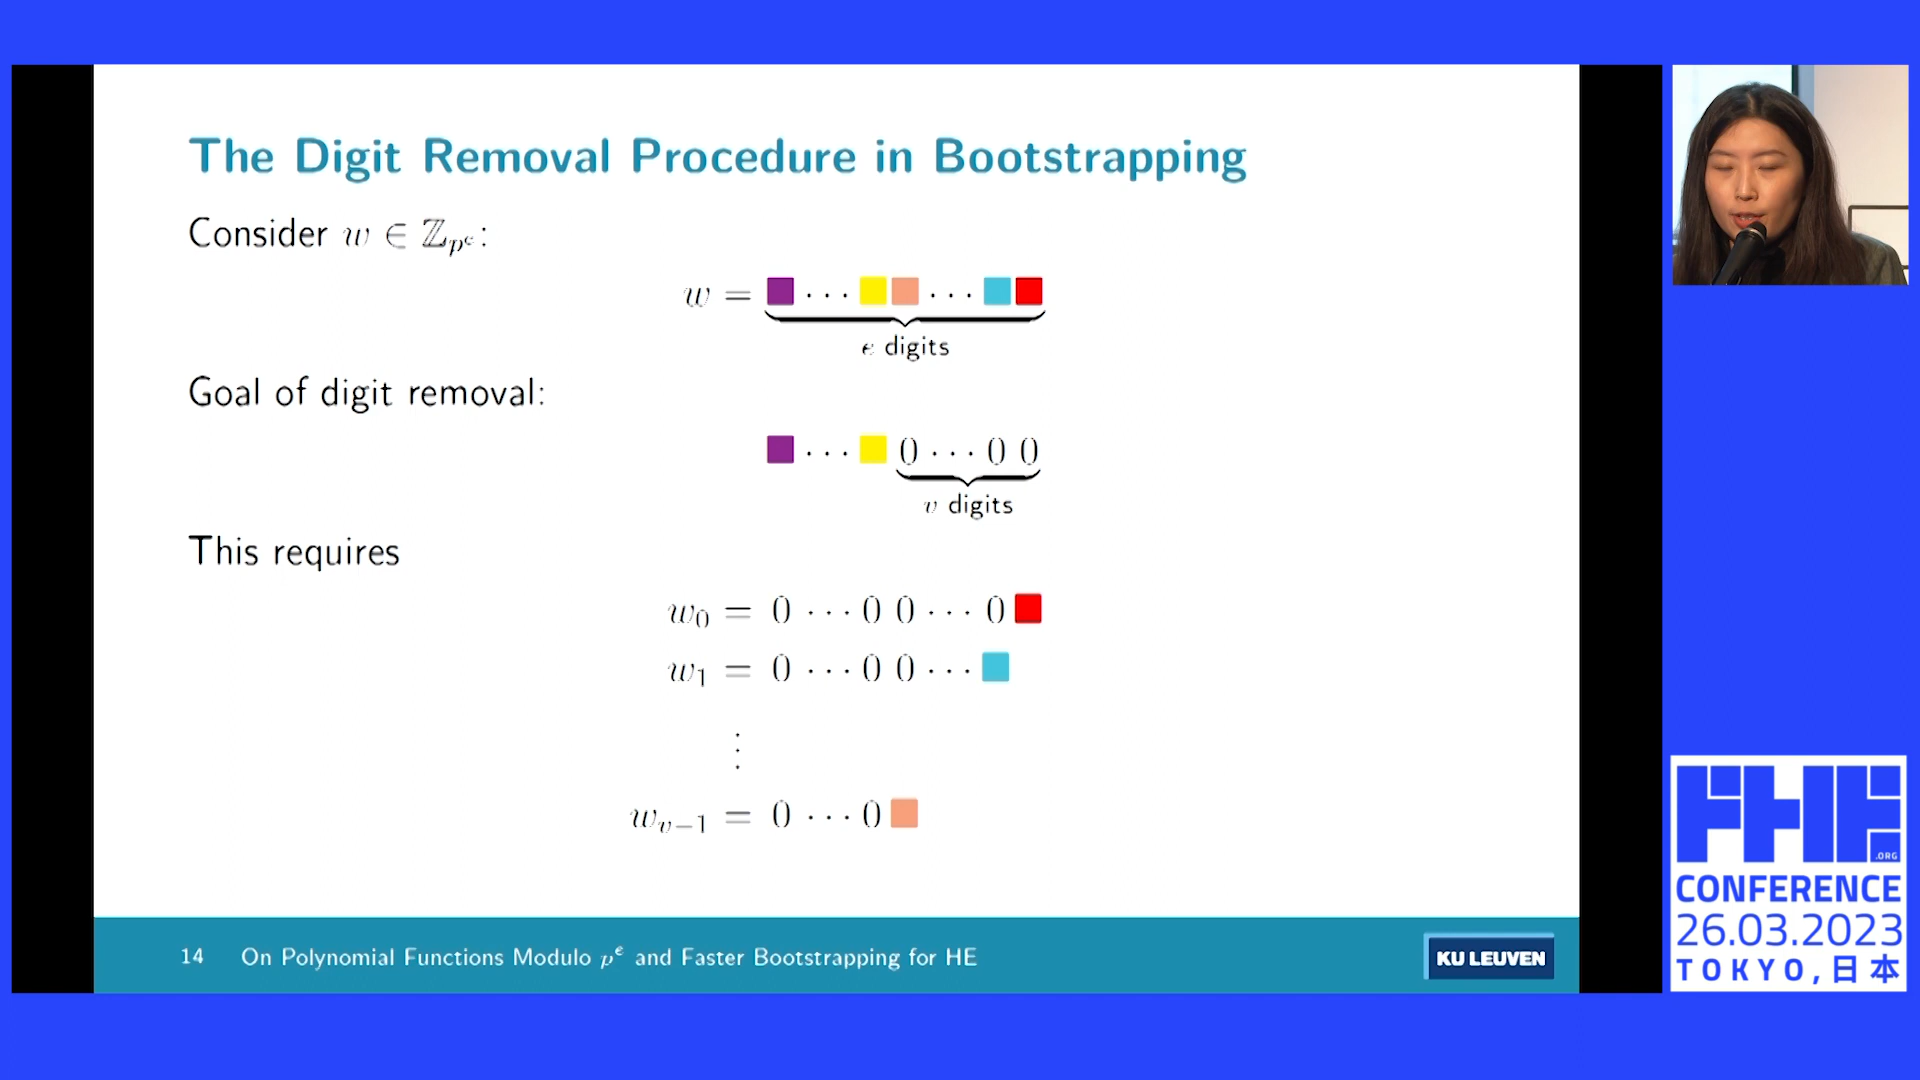 The Digit Removal Procedure in Bootstrapping
Consider w ∈ ℤ_{p^e}:
w = ··· ···
e digits
Goal of digit removal:
··· 0 ··· 0 0
v digits
This requires
w_0 = 0 ··· 0 0 ··· 0
w_1 = 0 ··· 0 0 ···
⋮
w_{v−1} = 0 ··· 0
14 On Polynomial Functions Modulo p^e and Faster Bootstrapping for HE
KU LEUVEN
FHE
.ORG
CONFERENCE
26.03.2023
TOKYO, 日本